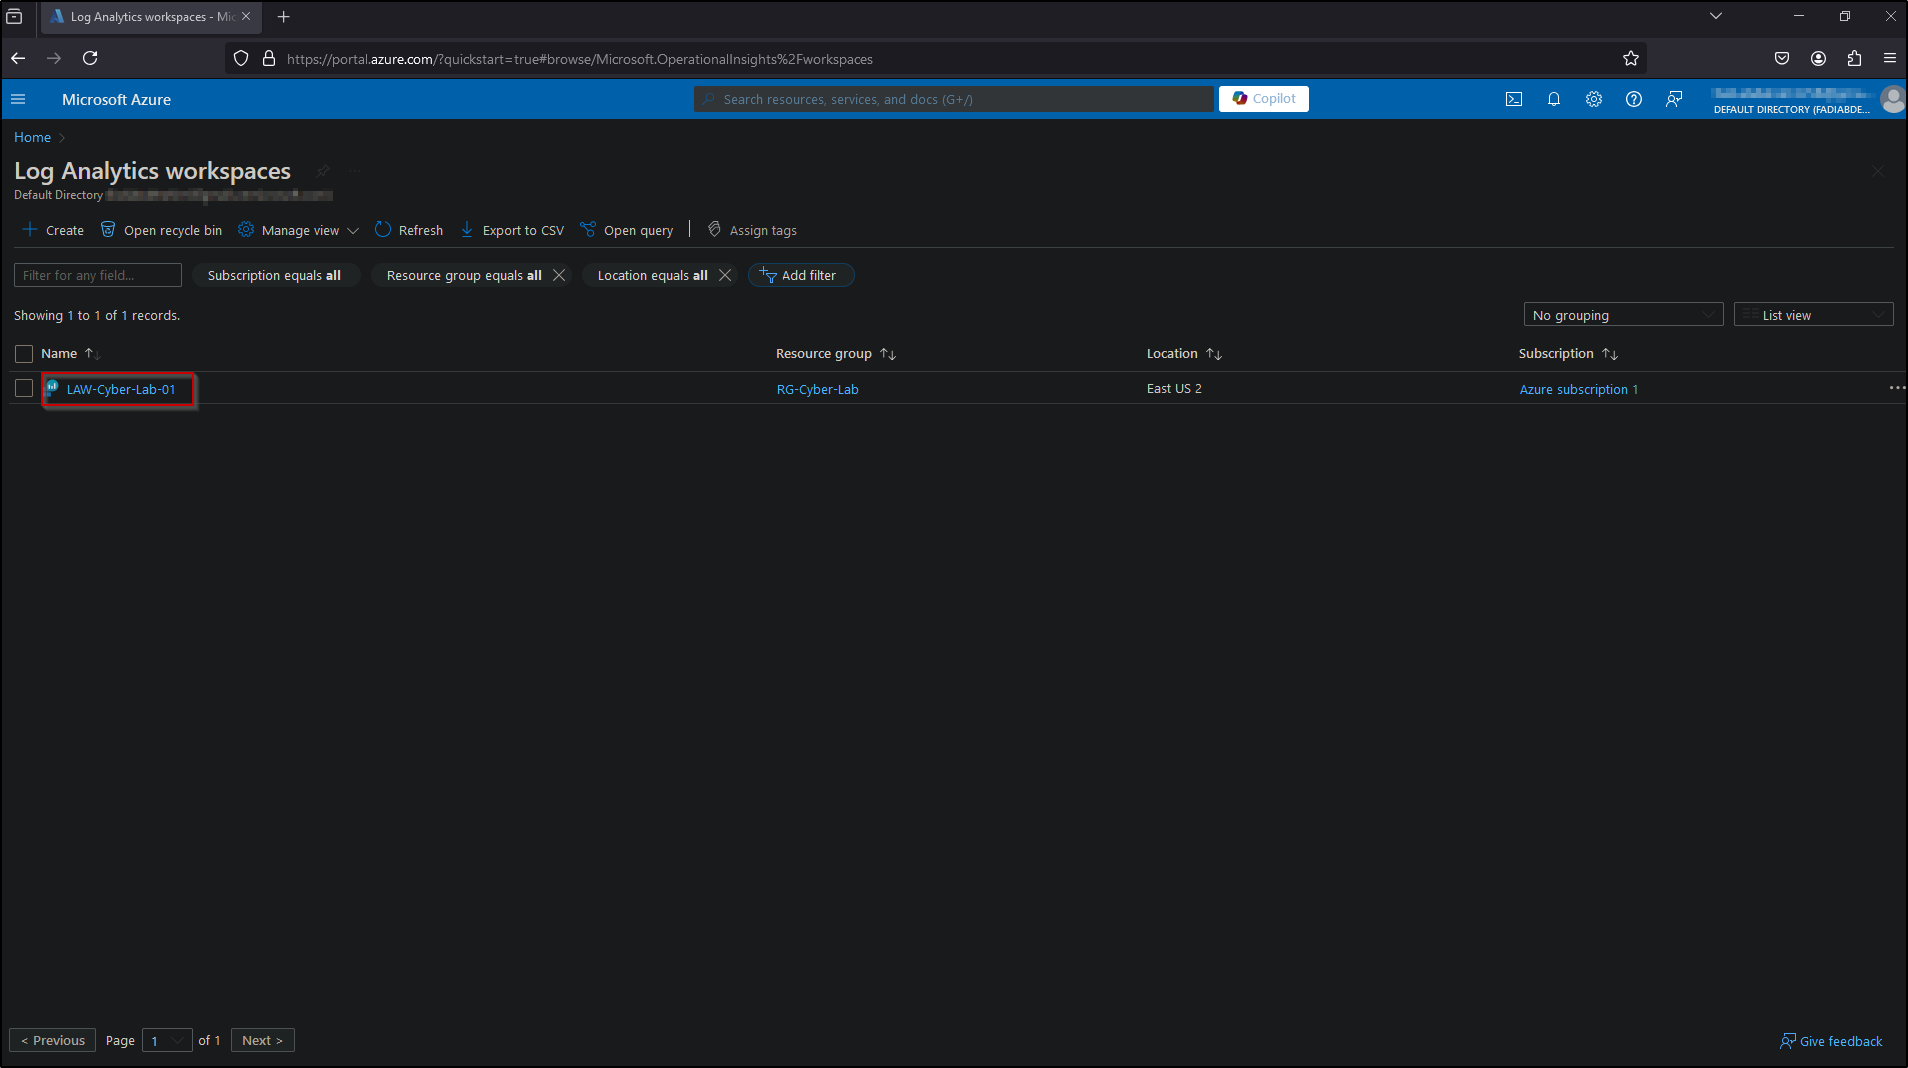 Log Analytics workspaces - Mic
https://portal.azure.com/?quickstart=true#browse/Microsoft.OperationalInsights%2Fworkspaces
Microsoft Azure
Search resources, services, and docs (G+/)
Copilot
DEFAULT DIRECTORY (FADIABDE...
Home
Log Analytics workspaces
Default Directory
Create Open recycle bin Manage view Refresh Export to CSV Open query Assign tags
Filter for any field... Subscription equals all Resource group equals all Location equals all Add filter
Showing 1 to 1 of 1 records. No grouping List view
Name Resource group Location Subscription
LAW-Cyber-Lab-01 RG-Cyber-Lab East US 2 Azure subscription 1
< Previous Page 1 of 1 Next > Give feedback